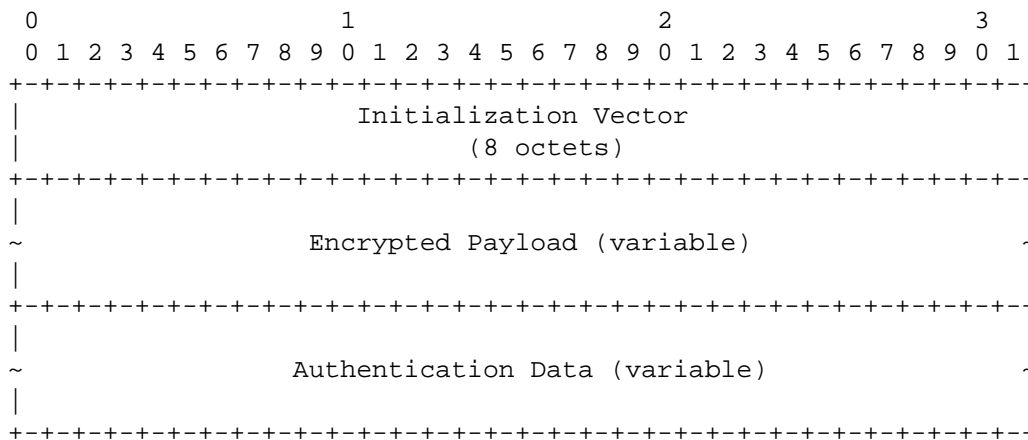 0                   1                   2                   3
 0 1 2 3 4 5 6 7 8 9 0 1 2 3 4 5 6 7 8 9 0 1 2 3 4 5 6 7 8 9 0 1
+-+-+-+-+-+-+-+-+-+-+-+-+-+-+-+-+-+-+-+-+-+-+-+-+-+-+-+-+-+-+-+--
|                     Initialization Vector
|                            (8 octets)
+-+-+-+-+-+-+-+-+-+-+-+-+-+-+-+-+-+-+-+-+-+-+-+-+-+-+-+-+-+-+-+--
|
~                  Encrypted Payload (variable)                 ~
|
+-+-+-+-+-+-+-+-+-+-+-+-+-+-+-+-+-+-+-+-+-+-+-+-+-+-+-+-+-+-+-+--
|
~                 Authentication Data (variable)                ~
|
+-+-+-+-+-+-+-+-+-+-+-+-+-+-+-+-+-+-+-+-+-+-+-+-+-+-+-+-+-+-+-+--